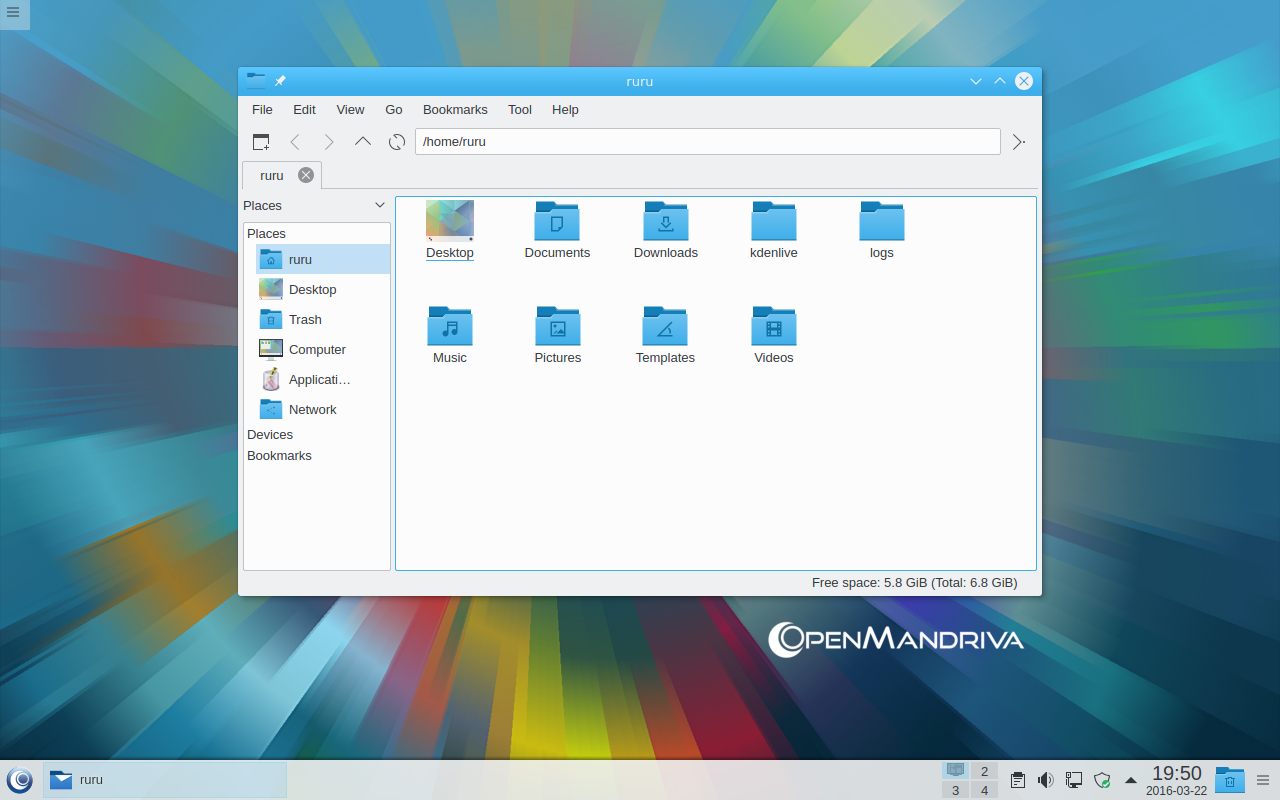 ruru
File Edit View Go Bookmarks Tool Help
/home/ruru
ruru
Places
Places
ruru
Desktop
Trash
Computer
Applicati...
Network
Devices
Bookmarks
Desktop Documents Downloads kdenlive logs
Music Pictures Templates Videos
Free space: 5.8 GiB (Total: 6.8 GiB)
OPENMANDRIVA
ruru
2
3 4
19:50
2016-03-22